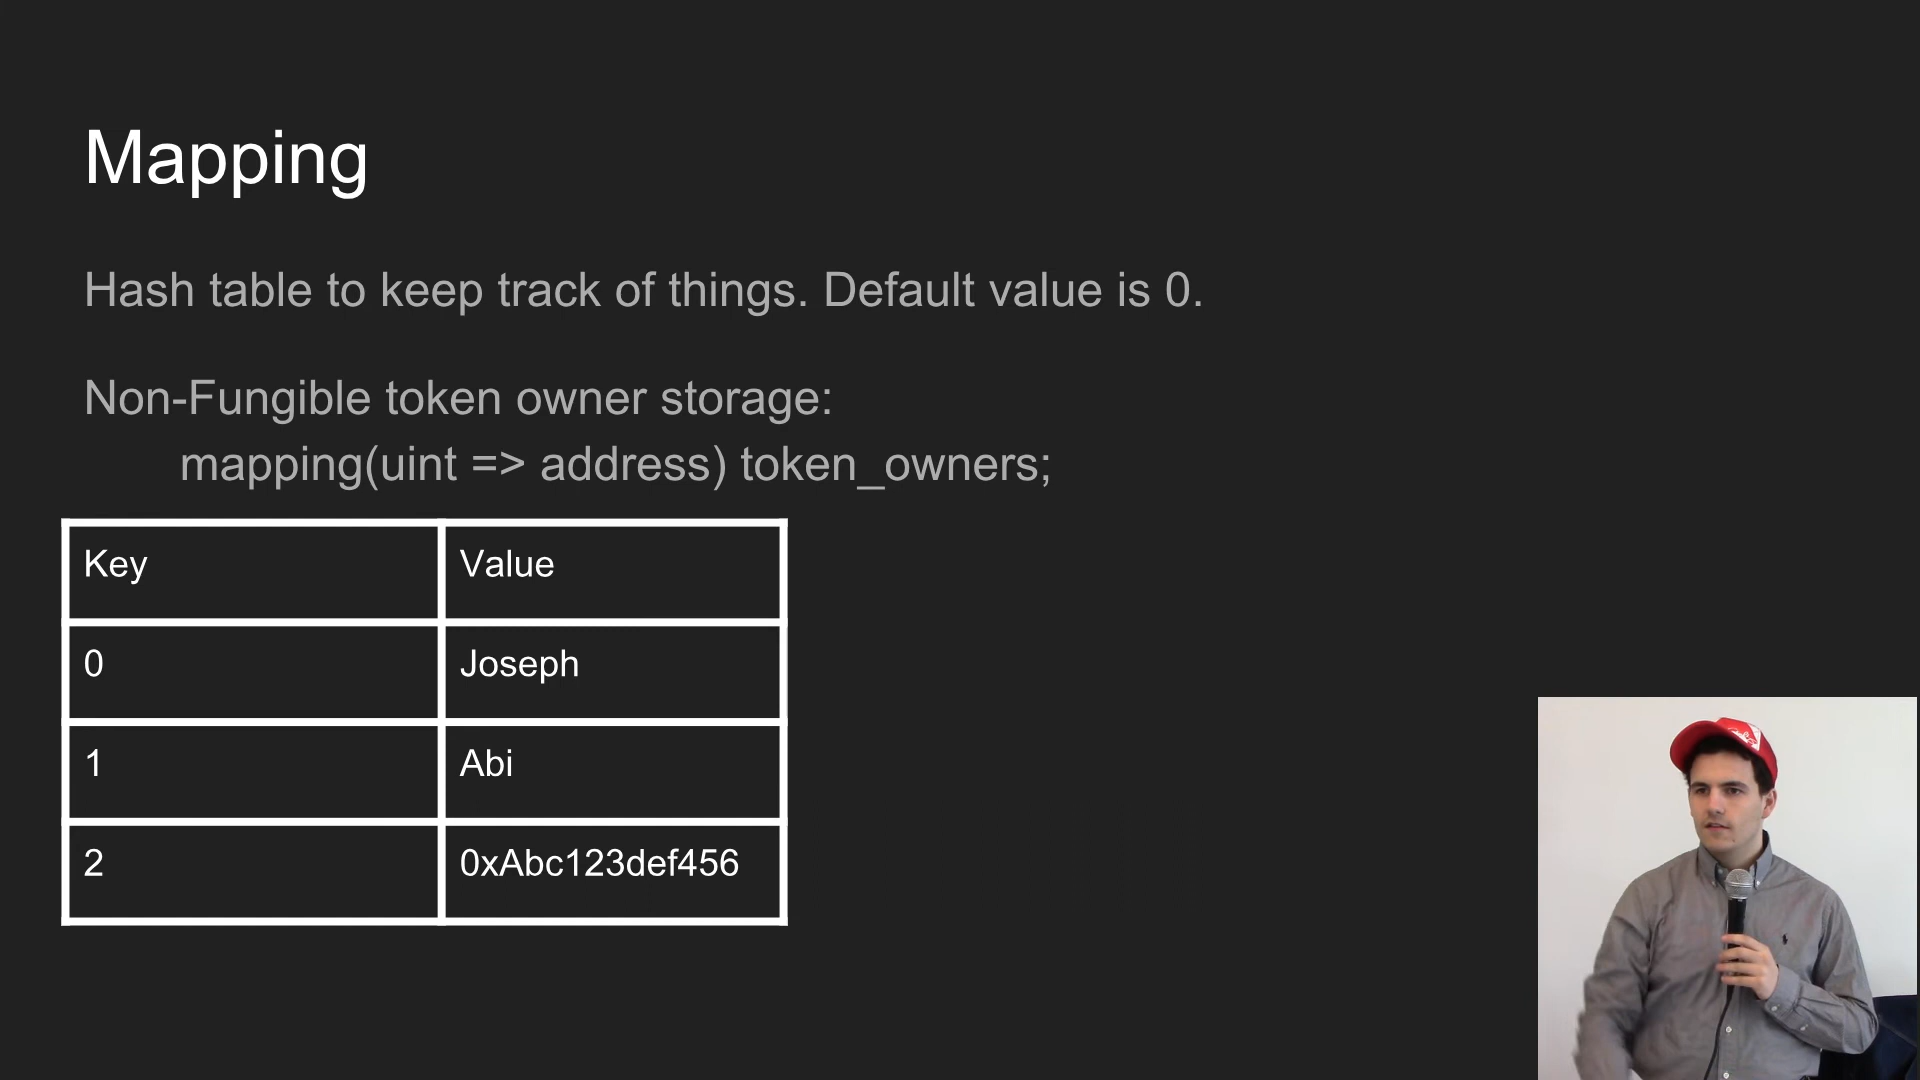 Mapping
Hash table to keep track of things. Default value is 0.
Non-Fungible token owner storage:
mapping(uint => address) token_owners;
Key Value
0 Joseph
1 Abi
2 0xAbc123def456